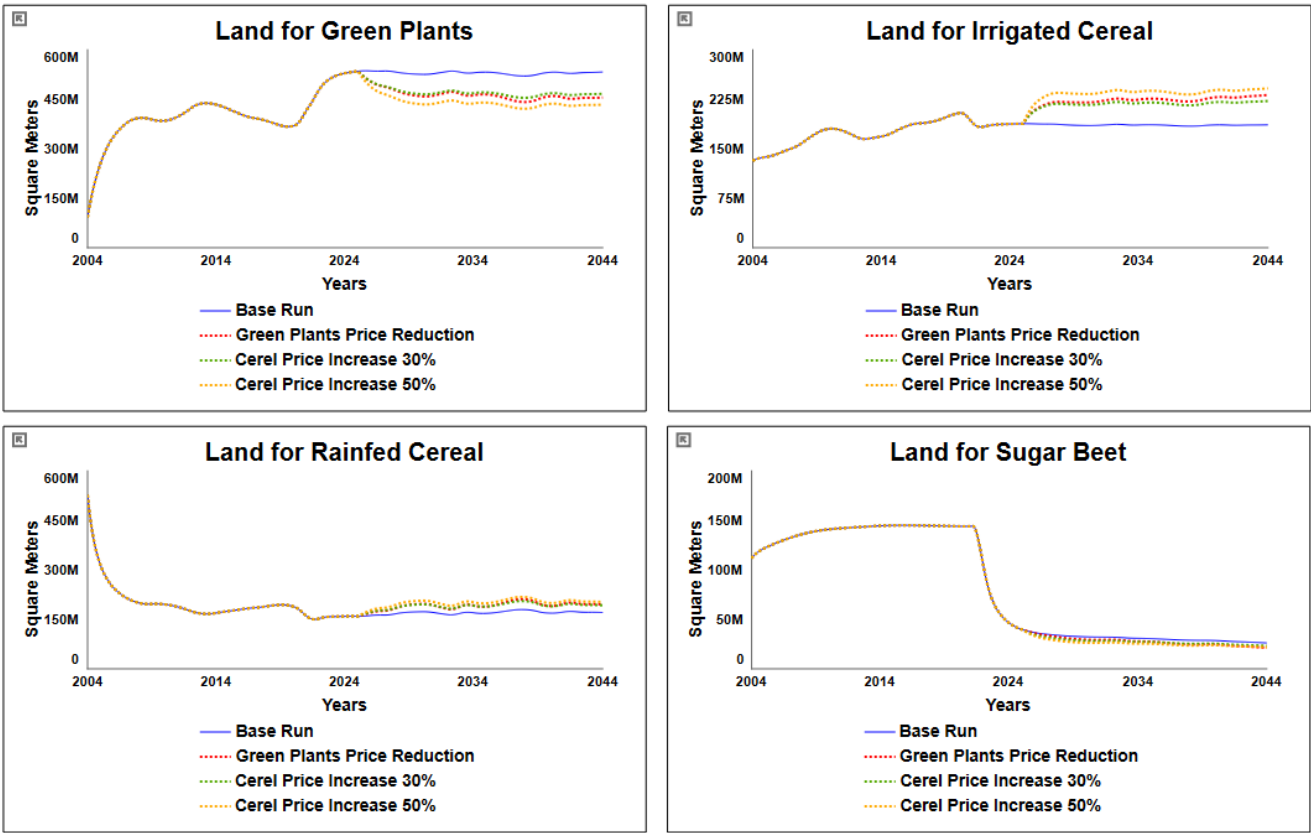 Land for Green Plants
600M
450M
300M
150M
0
Square Meters
2004 2014 2024 2034 2044
Years
Base Run
Green Plants Price Reduction
Cerel Price Increase 30%
Cerel Price Increase 50%
Land for Irrigated Cereal
300M
225M
150M
75M
0
Square Meters
2004 2014 2024 2034 2044
Years
Base Run
Green Plants Price Reduction
Cerel Price Increase 30%
Cerel Price Increase 50%
Land for Rainfed Cereal
600M
450M
300M
150M
0
Square Meters
2004 2014 2024 2034 2044
Years
Base Run
Green Plants Price Reduction
Cerel Price Increase 30%
Cerel Price Increase 50%
Land for Sugar Beet
200M
150M
100M
50M
0
Square Meters
2004 2014 2024 2034 2044
Years
Base Run
Green Plants Price Reduction
Cerel Price Increase 30%
Cerel Price Increase 50%